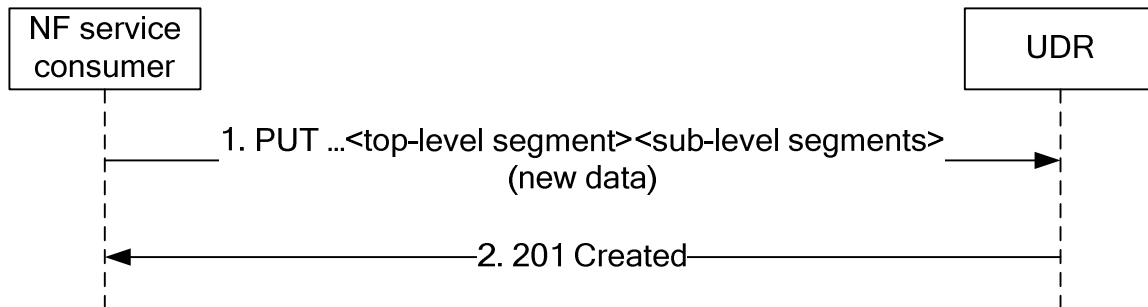 NF service
consumer
UDR
1. PUT ...<top-level segment><sub-level segments>
(new data)
2. 201 Created